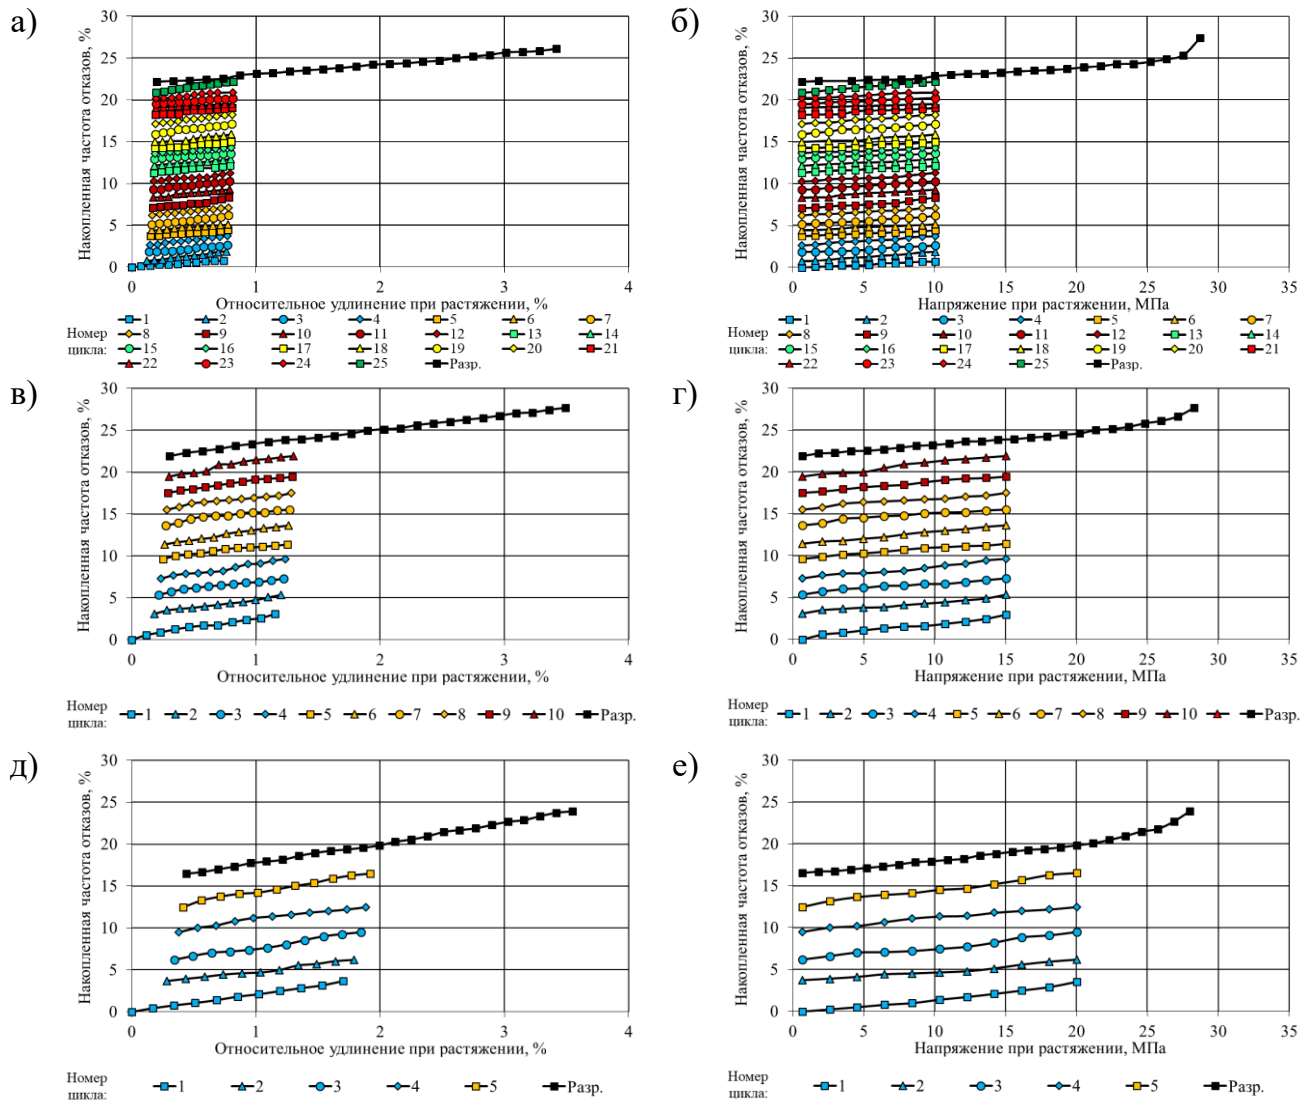 а)
Накопленная частота отказов, %
30
25
20
15
10
5
0
0 1 2 3 4
Относительное удлинение при растяжении, %
Номер цикла:
1 2 3 4 5 6 7
8 9 10 11 12 13 14
15 16 17 18 19 20 21
22 23 24 25 Разр.
б)
Накопленная частота отказов, %
30
25
20
15
10
5
0
0 5 10 15 20 25 30 35
Напряжение при растяжении, МПа
Номер цикла:
1 2 3 4 5 6 7
8 9 10 11 12 13 14
15 16 17 18 19 20 21
22 23 24 25 Разр.
в)
Накопленная частота отказов, %
30
25
20
15
10
5
0
0 1 2 3 4
Относительное удлинение при растяжении, %
Номер
цикла:
1 2 3 4 5 6 7 8 9 10 Разр.
г)
Накопленная частота отказов, %
30
25
20
15
10
5
0
0 5 10 15 20 25 30 35
Напряжение при растяжении, МПа
Номер
цикла:
1 2 3 4 5 6 7 8 9 10 Разр.
д)
Накопленная частота отказов, %
30
25
20
15
10
5
0
0 1 2 3 4
Относительное удлинение при растяжении, %
Номер
цикла:
1 2 3 4 5 Разр.
е)
Накопленная частота отказов, %
30
25
20
15
10
5
0
0 5 10 15 20 25 30 35
Напряжение при растяжении, МПа
Номер
цикла:
1 2 3 4 5 Разр.